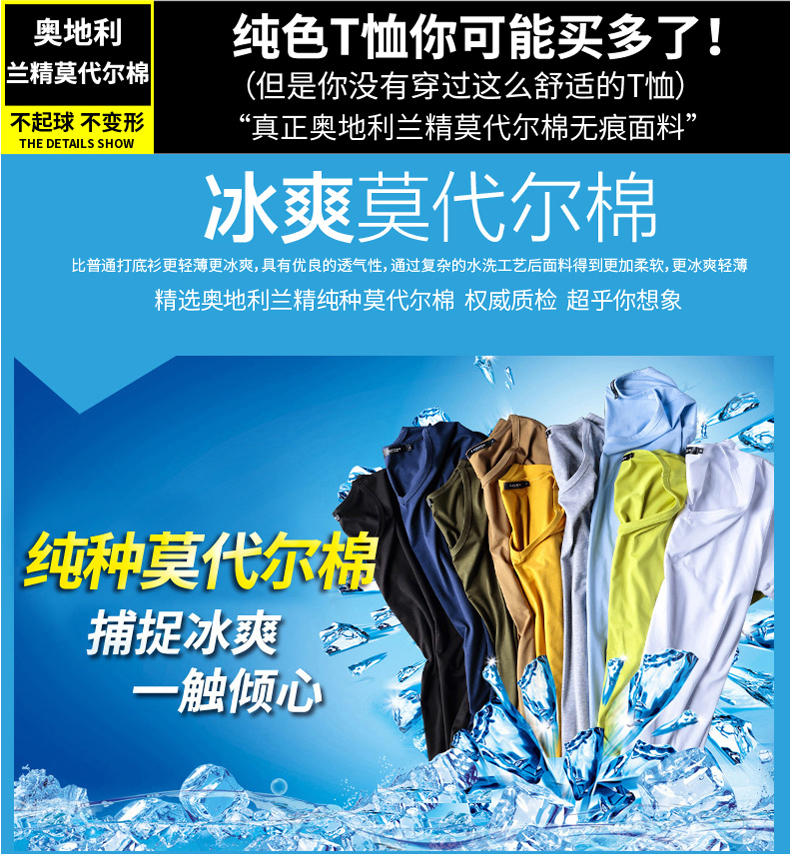 奥地利
兰精莫代尔棉
不起球 不变形
THE DETAILS SHOW
纯色T恤你可能买多了！
（但是你没有穿过这么舒适的T恤）
“真正奥地利兰精莫代尔棉无痕面料”
冰爽莫代尔棉
比普通打底衫更轻薄更冰爽，具有优良的透气性，通过复杂的水洗工艺后面料得到更加柔软，更冰爽轻薄
精选奥地利兰精纯种莫代尔棉 权威质检 超乎你想象
纯种莫代尔棉
捕捉冰爽
一触倾心